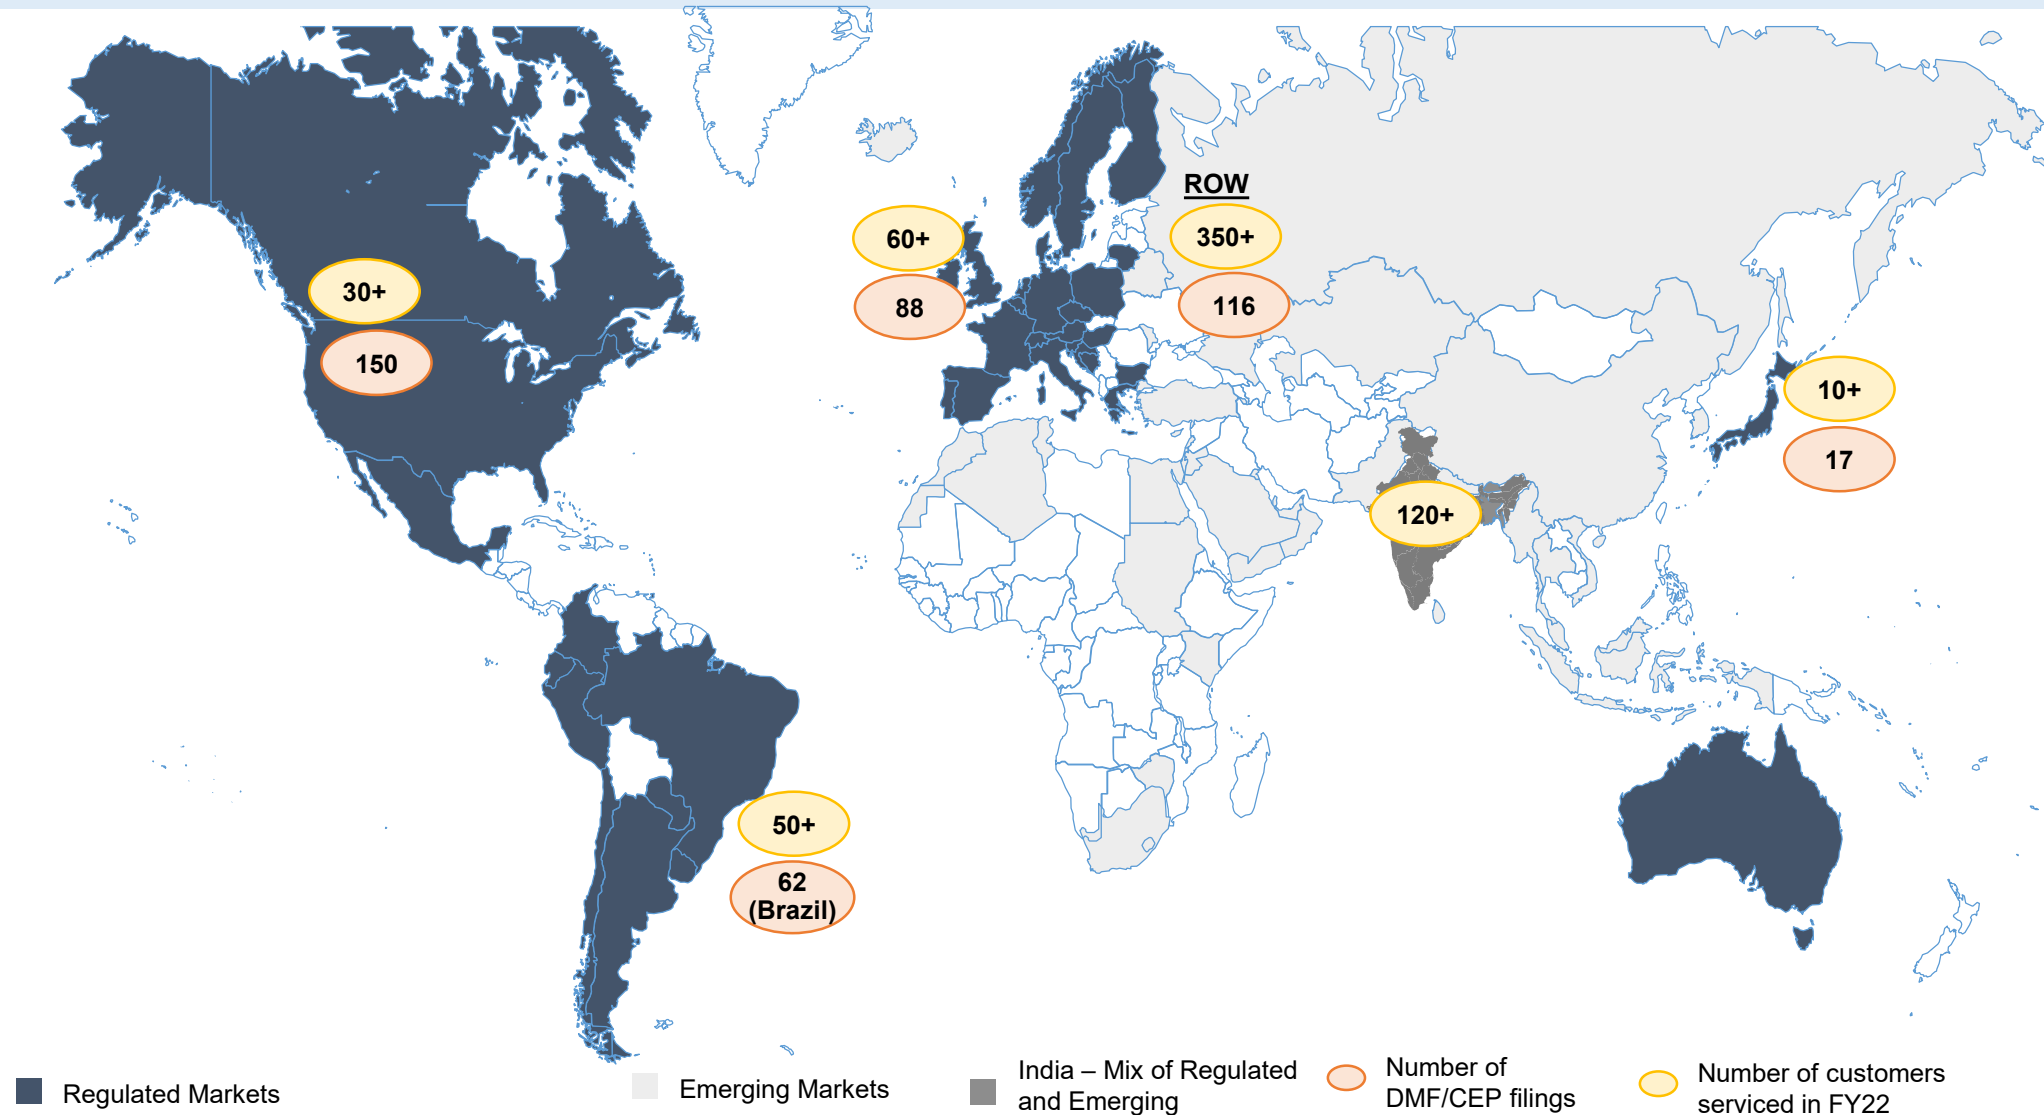 ROW
60+
350+
30+
88
116
150
10+
17
120+
50+
62
(Brazil)
Regulated Markets
Emerging Markets
India – Mix of Regulated
and Emerging
Number of
DMF/CEP filings
Number of customers
serviced in FY22